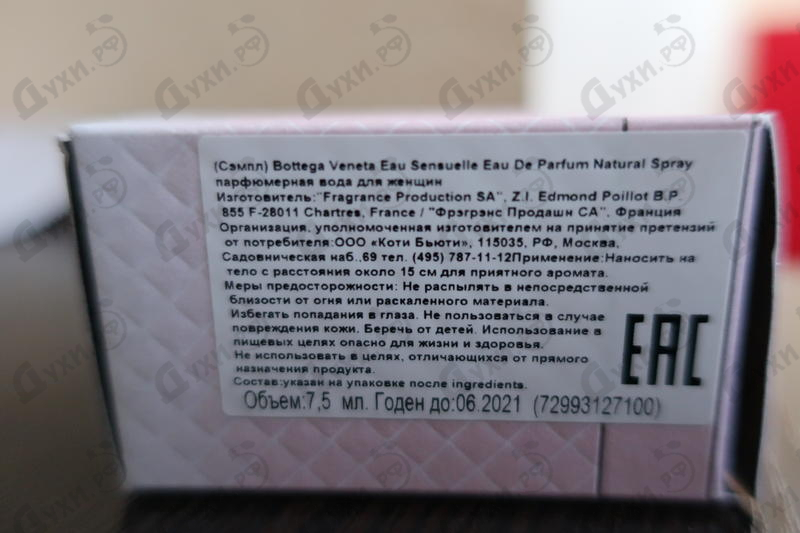 (Сэмпл) Bottega Veneta Eau Sensuelle Eau De Parfum Natural Spray
парфюмерная вода для женщин
Изготовитель:"Fragrance Production SA", Z.I. Edmond Poillot B.P.
855 F-28011 Chartres, France / "Фрэгрэнс Продашн СА", Франция
Организация, уполномоченная изготовителем на принятие претензий
от потребителя:ООО «Коти Бьюти», 115035, РФ, Москва,
Садовническая наб.,69 тел. (495) 787-11-12Применение:Наносить на
тело с расстояния около 15 см для приятного аромата.
Меры предосторожности: Не распылять в непосредственной
близости от огня или раскаленного материала.
Избегать попадания в глаза. Не пользоваться в случае
повреждения кожи. Беречь от детей. Использование в
пищевых целях опасно для жизни и здоровья.
Не использовать в целях, отличающихся от прямого
назначения продукта.
Состав:указан на упаковке после ingredients.
EAC
Объем:7,5 мл. Годен до:06.2021 (72993127100)
Духи.рф